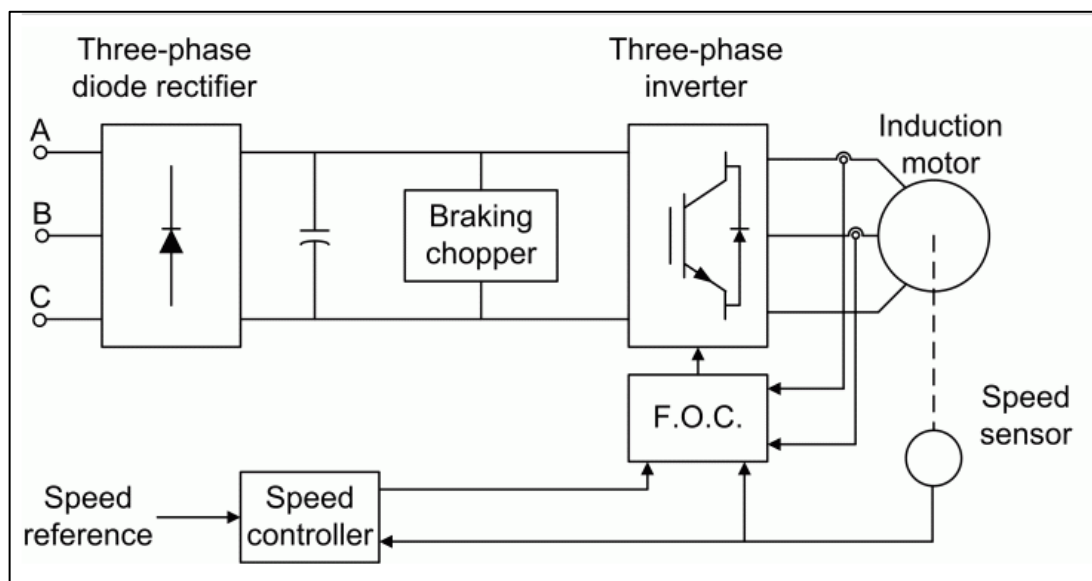 Three-phase
diode rectifier
Three-phase
inverter
A
B
C
Induction
motor
Braking
chopper
F.O.C.
Speed
sensor
Speed
reference
Speed
controller